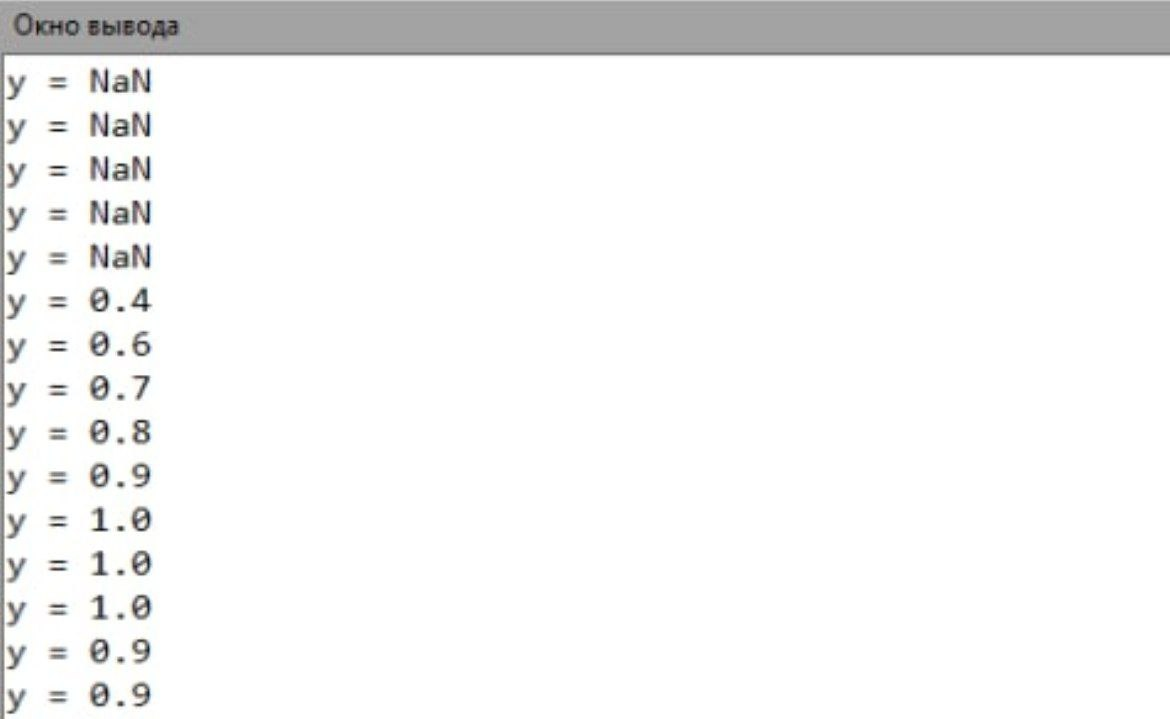 Окно вывода
y = NaN
y = NaN
y = NaN
y = NaN
y = NaN
y = 0.4
y = 0.6
y = 0.7
y = 0.8
y = 0.9
y = 1.0
y = 1.0
y = 1.0
y = 0.9
y = 0.9